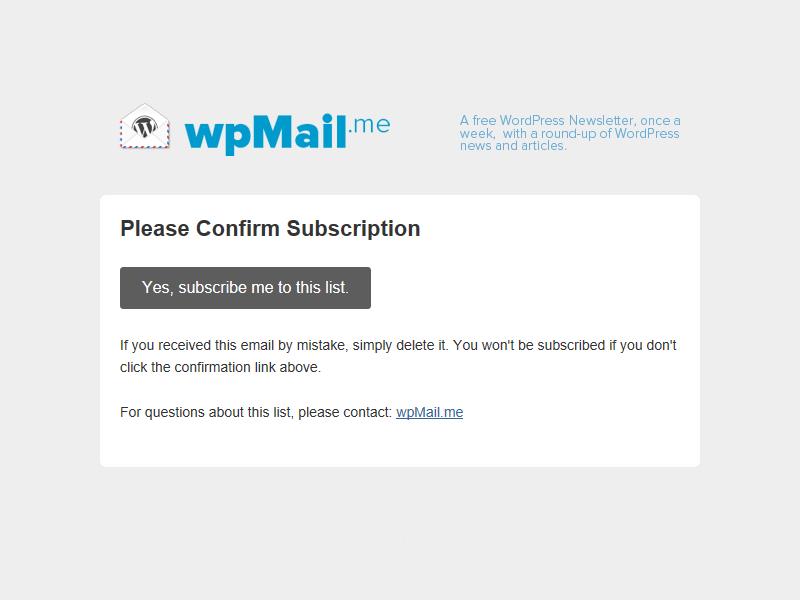 wpMail.me
A free WordPress Newsletter, once a
week, with a round-up of WordPress
news and articles.
Please Confirm Subscription
Yes, subscribe me to this list.
If you received this email by mistake, simply delete it. You won't be subscribed if you don't
click the confirmation link above.
For questions about this list, please contact: wpMail.me